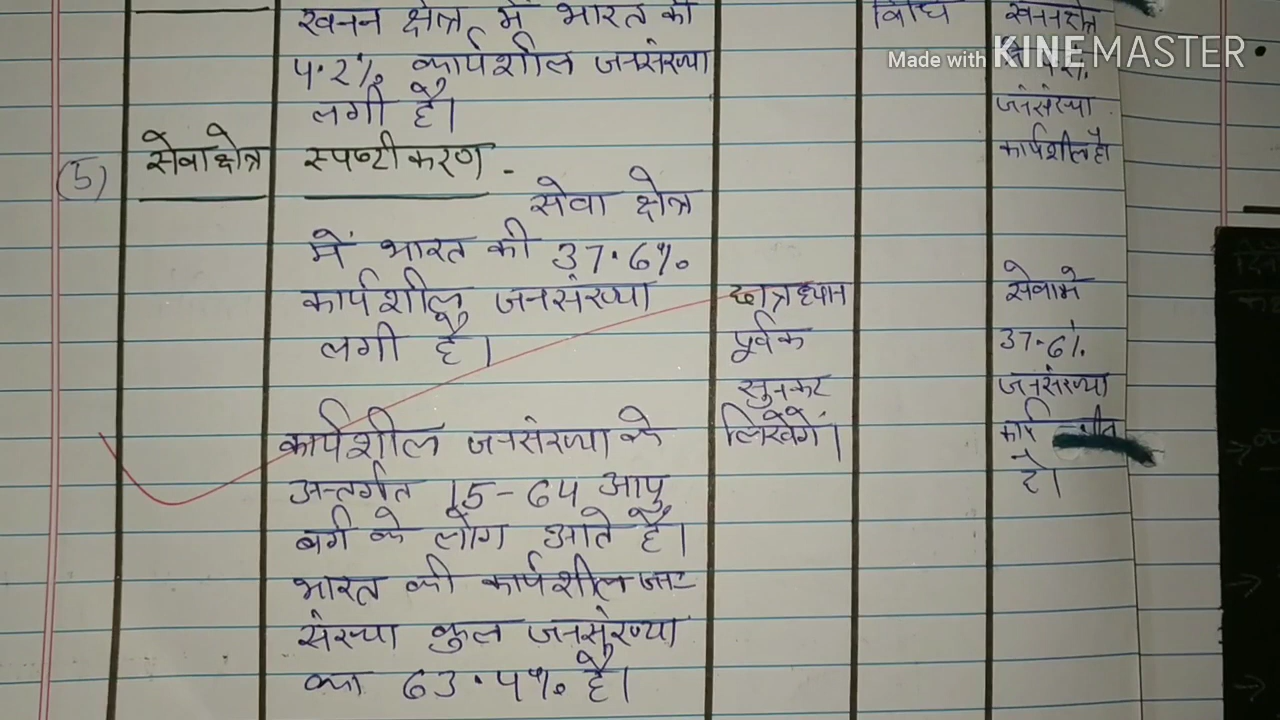 खनन क्षेत्र में भारत की
4.2% कार्यशील जनसंख्या
लगी है।
विधि
खननक्षेत्र
जनसंख्या
कार्यशील है
Made with KINEMASTER
(5) सेवाक्षेत्र
स्पष्टीकरण -
सेवा क्षेत्र
में भारत की 37.6%
कार्यशील जनसंख्या
लगी है।
कार्यशील जनसंख्या के
अन्तर्गत 15-64 आयु
वर्ग के लोग आते है।
भारत की कार्यशील जन-
संख्या कुल जनसंख्या
का 63.4% है।
छात्र ध्यान
पूर्वक
सुनकर
लिखेगें।
सेवामे
37.6%
जनसंख्या
है।